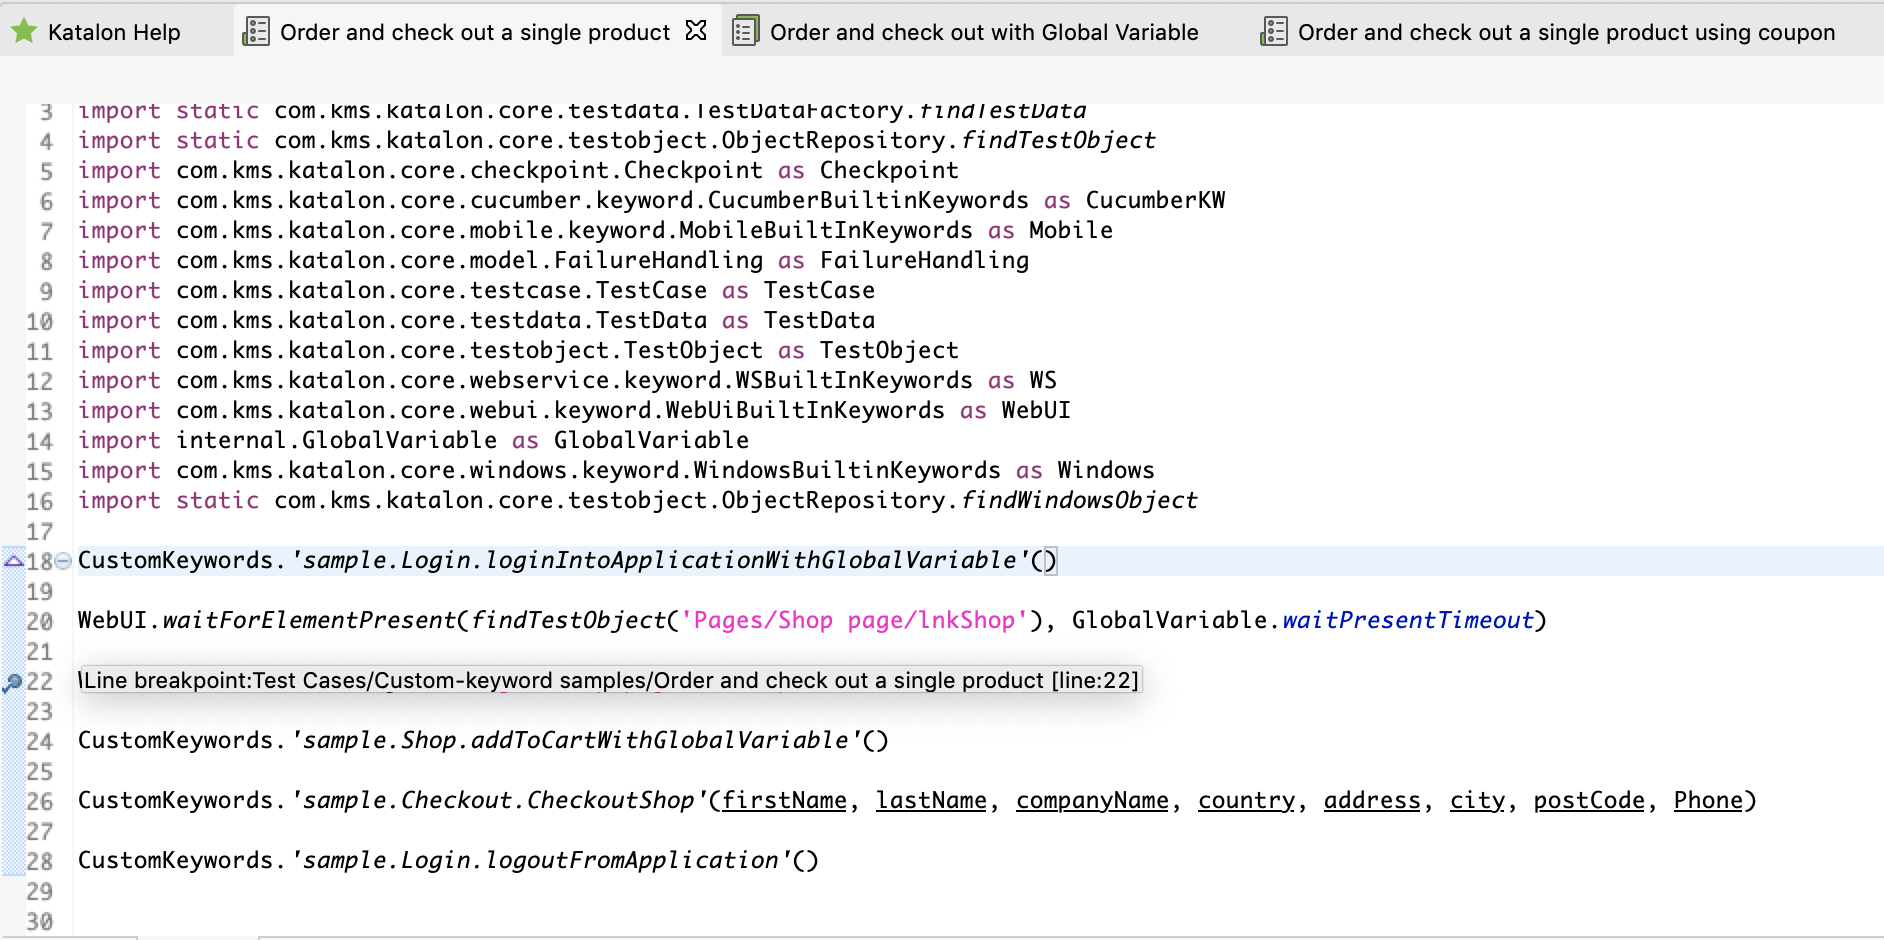 Katalon Help
Order and check out a single product
Order and check out with Global Variable
Order and check out a single product using coupon
3 import static com.kms.katalon.core.testdata.TestDataFactory.findTestData
4 import static com.kms.katalon.core.testobject.ObjectRepository.findTestObject
5 import com.kms.katalon.core.checkpoint.Checkpoint as Checkpoint
6 import com.kms.katalon.core.cucumber.keyword.CucumberBuiltinKeywords as CucumberKW
7 import com.kms.katalon.core.mobile.keyword.MobileBuiltInKeywords as Mobile
8 import com.kms.katalon.core.model.FailureHandling as FailureHandling
9 import com.kms.katalon.core.testcase.TestCase as TestCase
10 import com.kms.katalon.core.testdata.TestData as TestData
11 import com.kms.katalon.core.testobject.TestObject as TestObject
12 import com.kms.katalon.core.webservice.keyword.WSBuiltInKeywords as WS
13 import com.kms.katalon.core.webui.keyword.WebUiBuiltInKeywords as WebUI
14 import internal.GlobalVariable as GlobalVariable
15 import com.kms.katalon.core.windows.keyword.WindowsBuiltinKeywords as Windows
16 import static com.kms.katalon.core.testobject.ObjectRepository.findWindowsObject
17
18 CustomKeywords.'sample.Login.loginIntoApplicationWithGlobalVariable'()
19
20 WebUI.waitForElementPresent(findTestObject('Pages/Shop page/lnkShop'), GlobalVariable.waitPresentTimeout)
21
22 Line breakpoint:Test Cases/Custom-keyword samples/Order and check out a single product [line:22]
23
24 CustomKeywords.'sample.Shop.addToCartWithGlobalVariable'()
25
26 CustomKeywords.'sample.Checkout.CheckoutShop'(firstName, lastName, companyName, country, address, city, postCode, Phone)
27
28 CustomKeywords.'sample.Login.logoutFromApplication'()
29
30